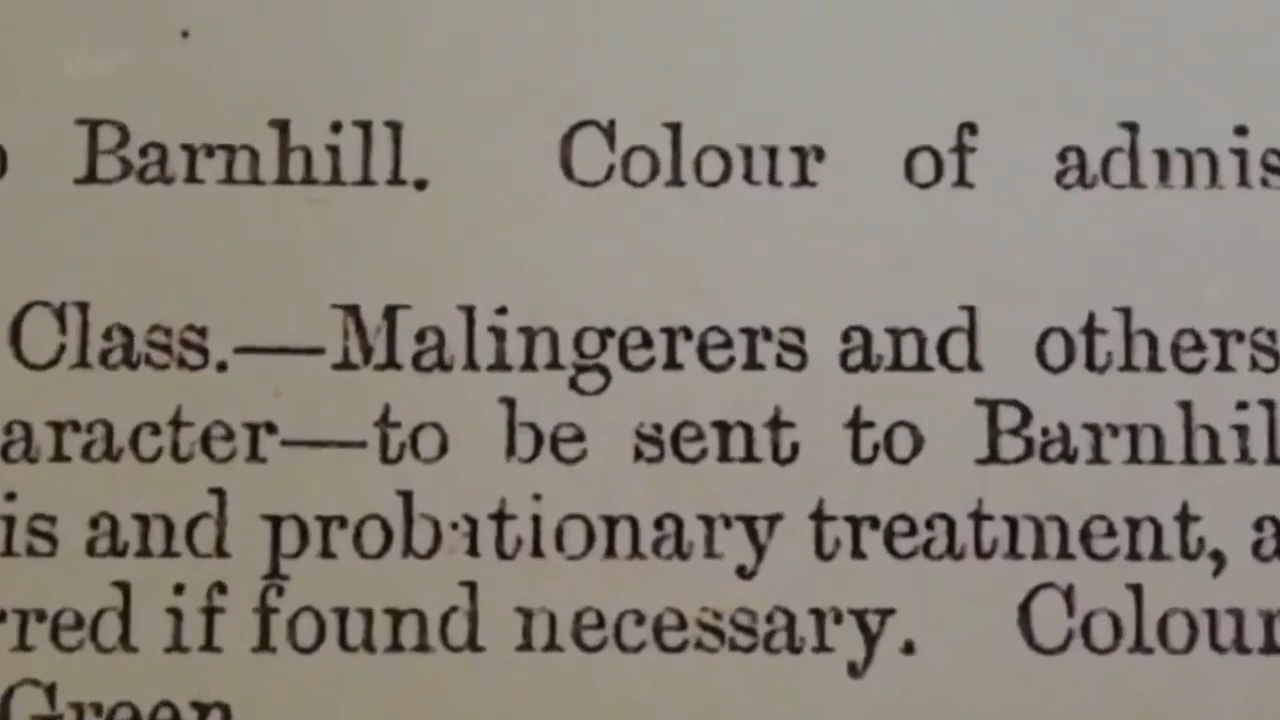 Barnhill. Colour of admis
Class.—Malingerers and others
aracter—to be sent to Barnhil
is and probationary treatment, a
rred if found necessary. Colour
Green